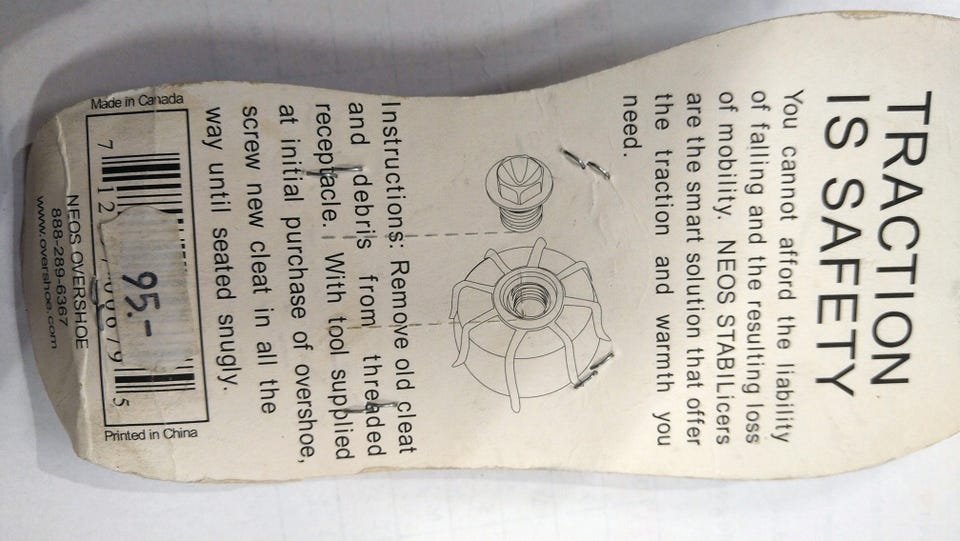 TRACTION
IS SAFETY
You cannot afford the liability
of falling and the resulting loss
of mobility. NEOS STABILicers
are the smart solution that offer
the traction and warmth you
need.
Instructions: Remove old cleat
and debris from threaded
receptacle. With tool supplied
at initial purchase of overshoe,
screw new cleat in all the
way until seated snugly.
Made in Canada
Printed in China
95.-
7
5
NEOS OVERSHOE
888-289-6367
www.overshoe.com